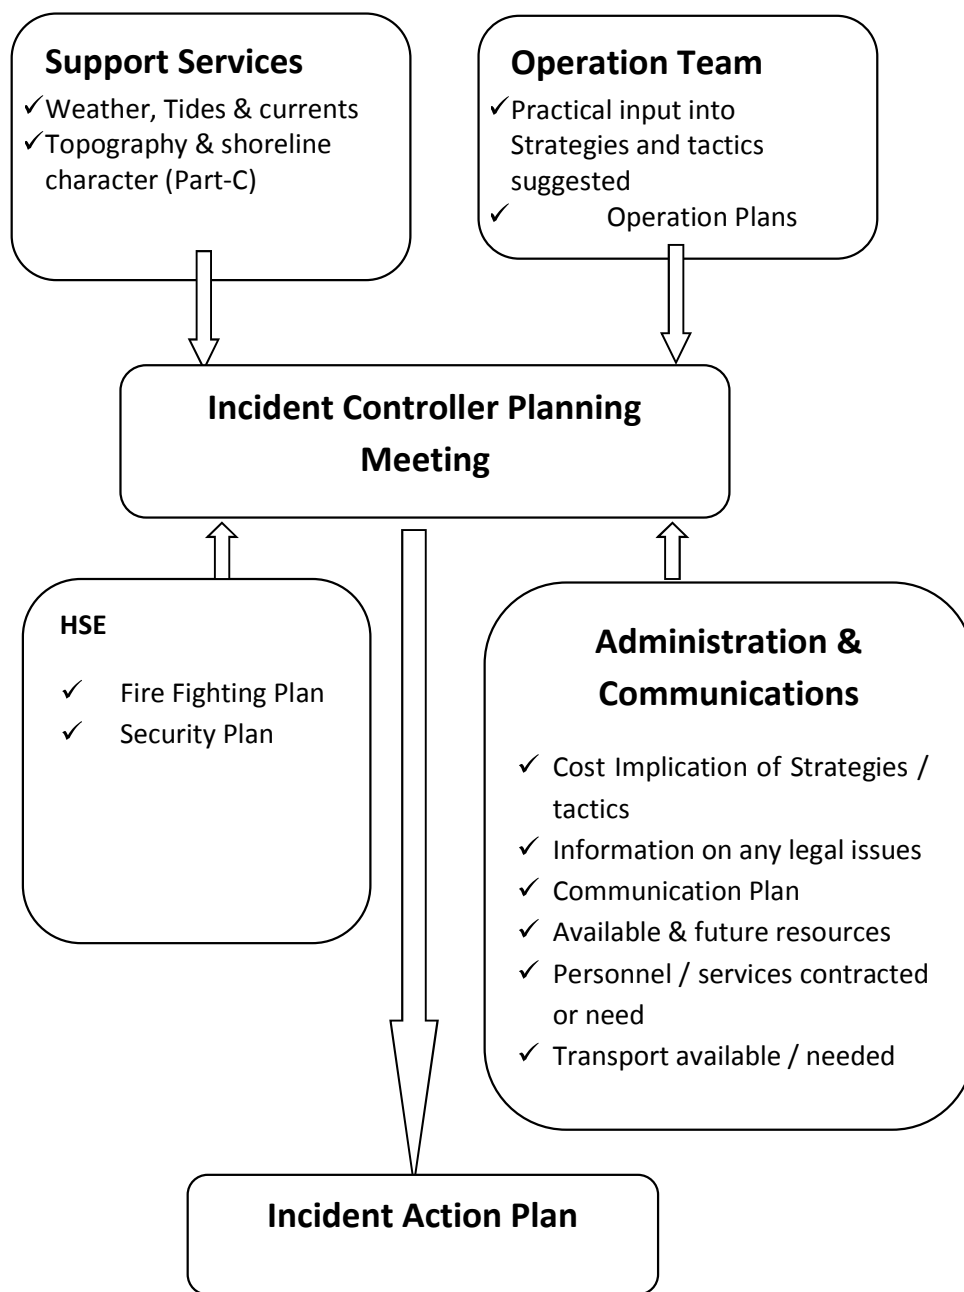 Support Services
✓Weather, Tides & currents
✓Topography & shoreline
character (Part-C)
Operation Team
✓Practical input into
Strategies and tactics
suggested
✓ Operation Plans
Incident Controller Planning
Meeting
HSE
✓ Fire Fighting Plan
✓ Security Plan
Administration &
Communications
✓ Cost Implication of Strategies /
tactics
✓ Information on any legal issues
✓ Communication Plan
✓ Available & future resources
✓ Personnel / services contracted
or need
✓ Transport available / needed
Incident Action Plan